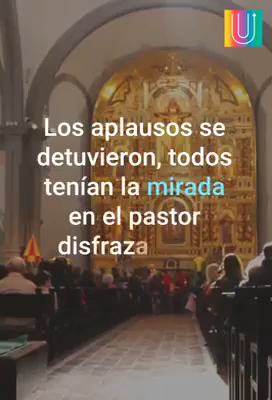 Los aplausos se
detuvieron, todos
tenían la mirada
en el pastor
disfraza